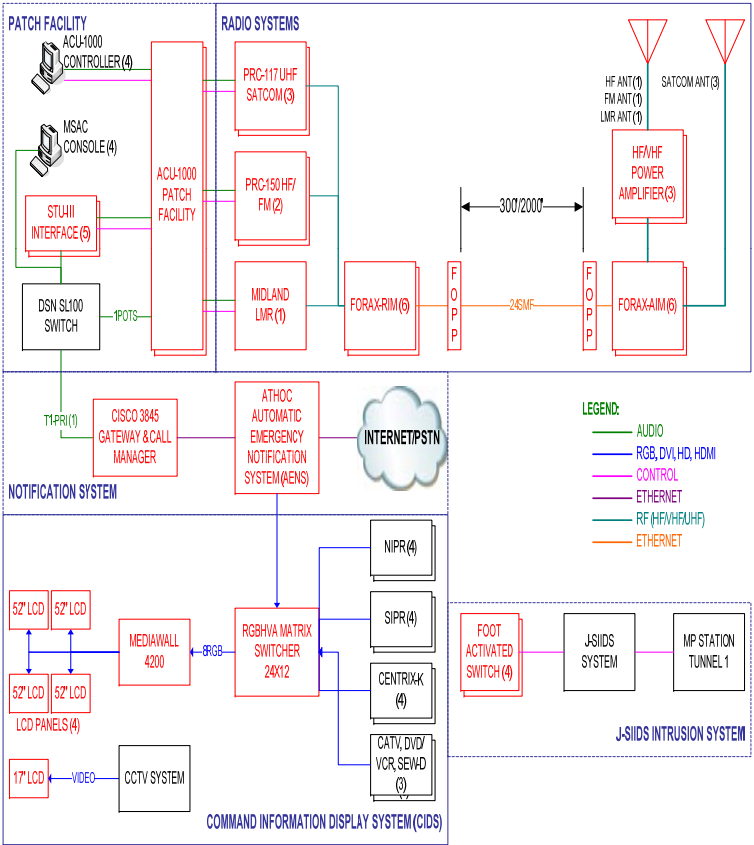 PATCH FACILITY
ACU-1000
CONTROLLER (4)
MSAC
CONSOLE (4)
STU-III
INTERFACE (5)
DSN SL100
SWITCH
1POTS
ACU-1000
PATCH
FACILITY
RADIO SYSTEMS
PRC-117 UHF
SATCOM (3)
PRC-150 HF/
FM (2)
MIDLAND
LMR (1)
FORAX-RIM (6)
F
O
P
P
300'/2000'
24SMF
F
O
P
P
FORAX-AIM (6)
HF/VHF
POWER
AMPLIFIER (3)
HF ANT (1)
FM ANT (1)
LMR ANT (1)
SATCOM ANT (3)
T1-PRI (1)
CISCO 3845
GATEWAY & CALL
MANAGER
ATHOC
AUTOMATIC
EMERGENCY
NOTIFICATION
SYSTEM (AENS)
INTERNET/PSTN
NOTIFICATION SYSTEM
LEGEND:
AUDIO
RGB, DVI, HD, HDMI
CONTROL
ETHERNET
RF (HF/VHF/UHF)
ETHERNET
52" LCD
52" LCD
52" LCD
52" LCD
LCD PANELS (4)
MEDIAWALL
4200
8RGB
RGBHVA MATRIX
SWITCHER
24X12
NIPR (4)
SIPR (4)
CENTRIX-K
(4)
CATV, DVD/
VCR, SEW-D
(3)
17" LCD
VIDEO
CCTV SYSTEM
COMMAND INFORMATION DISPLAY SYSTEM (CIDS)
FOOT
ACTIVATED
SWITCH (4)
J-SIIDS
SYSTEM
MP STATION
TUNNEL 1
J-SIIDS INTRUSION SYSTEM